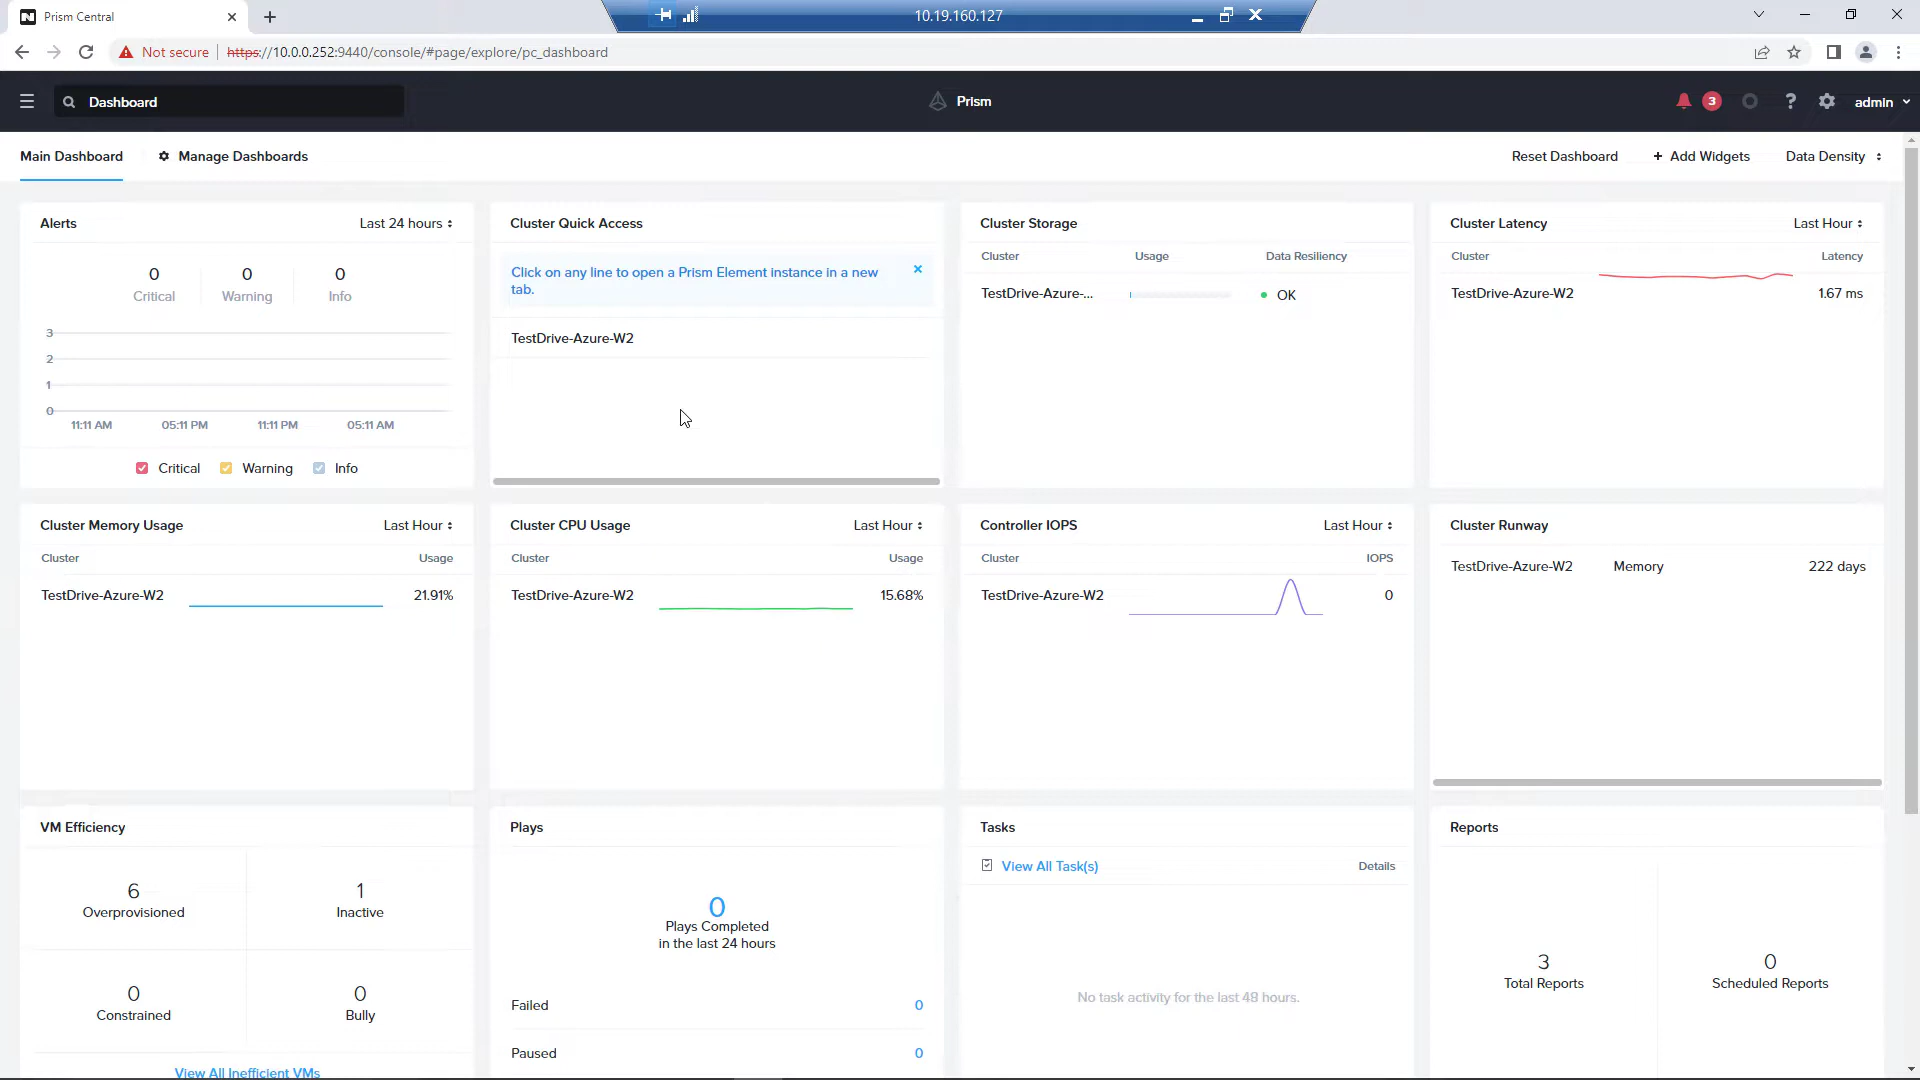 Prism Central
10.19.160.127
Not secure
https://10.0.0.252:9440/console/#page/explore/pc_dashboard
Dashboard
Prism
3
?
admin
Main Dashboard
Manage Dashboards
Reset Dashboard
+ Add Widgets
Data Density
Alerts
Last 24 hours
0
Critical
0
Warning
0
Info
3
2
1
0
11:11 AM
05:11 PM
11:11 PM
05:11 AM
Critical
Warning
Info
Cluster Quick Access
Click on any line to open a Prism Element instance in a new
tab.
TestDrive-Azure-W2
Cluster Storage
Cluster
Usage
Data Resiliency
TestDrive-Azure-...
OK
Cluster Latency
Last Hour
Cluster
Latency
TestDrive-Azure-W2
1.67 ms
Cluster Memory Usage
Last Hour
Cluster
Usage
TestDrive-Azure-W2
21.91%
Cluster CPU Usage
Last Hour
Cluster
Usage
TestDrive-Azure-W2
15.68%
Controller IOPS
Last Hour
Cluster
IOPS
TestDrive-Azure-W2
0
Cluster Runway
TestDrive-Azure-W2
Memory
222 days
VM Efficiency
6
Overprovisioned
1
Inactive
0
Constrained
0
Bully
View All Inefficient VMs
Plays
0
Plays Completed
in the last 24 hours
Failed
0
Paused
0
Tasks
View All Task(s)
Details
No task activity for the last 48 hours.
Reports
3
Total Reports
0
Scheduled Reports